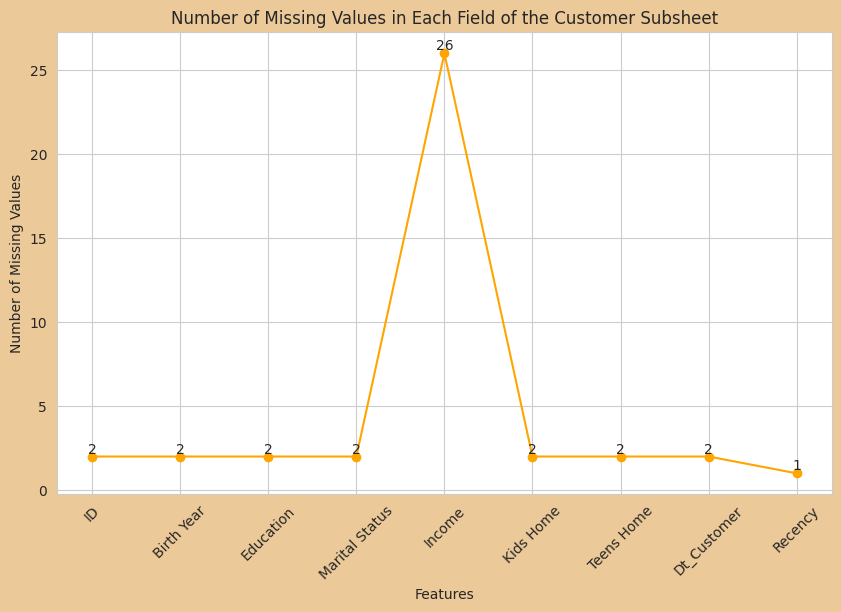 Number of Missing Values in Each Field of the Customer Subsheet
Number of Missing Values
25
20
15
10
5
0
2
2
2
2
26
2
2
2
1
ID
Birth Year
Education
Marital Status
Income
Kids Home
Teens Home
Dt_Customer
Recency
Features